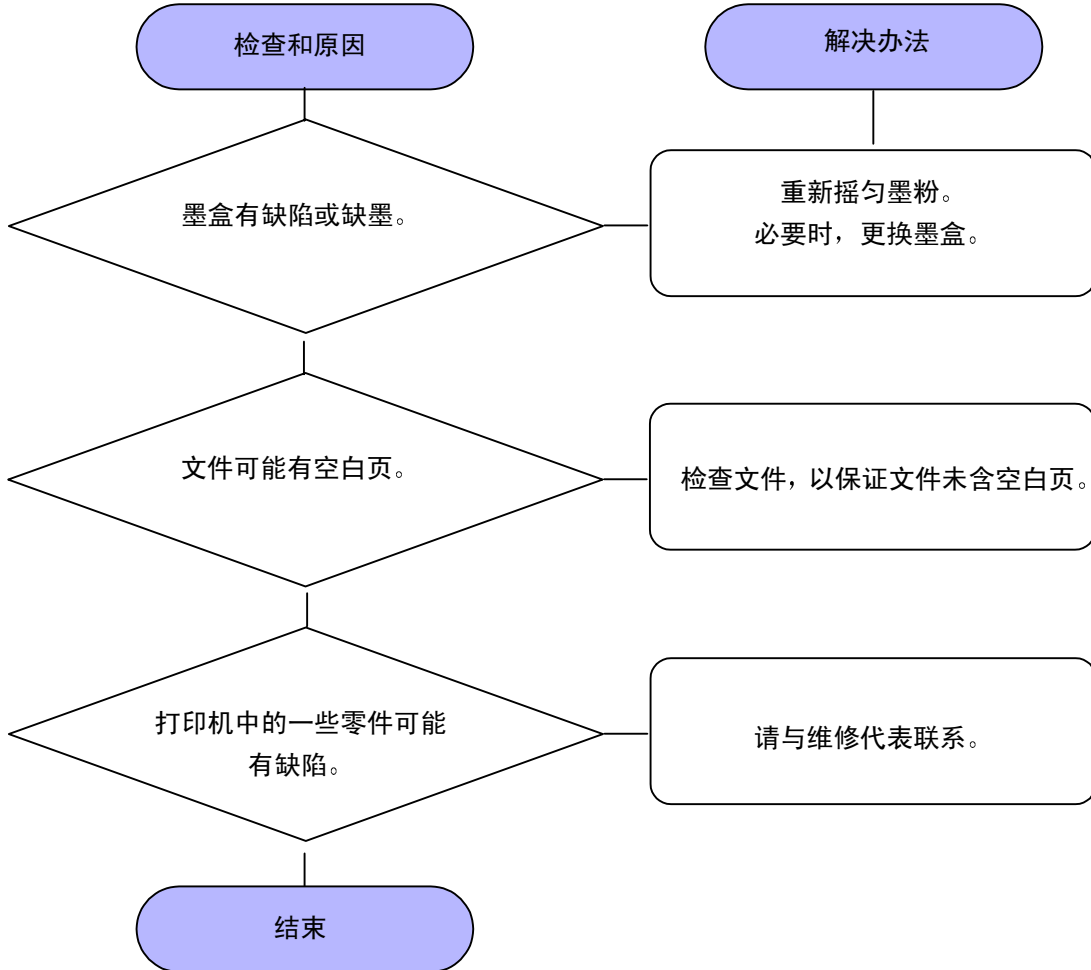 检查和原因
解决办法
墨盒有缺陷或缺墨。
重新摇匀墨粉。
必要时，更换墨盒。
文件可能有空白页。
检查文件，以保证文件未含空白页。
打印机中的一些零件可能
有缺陷。
请与维修代表联系。
结束